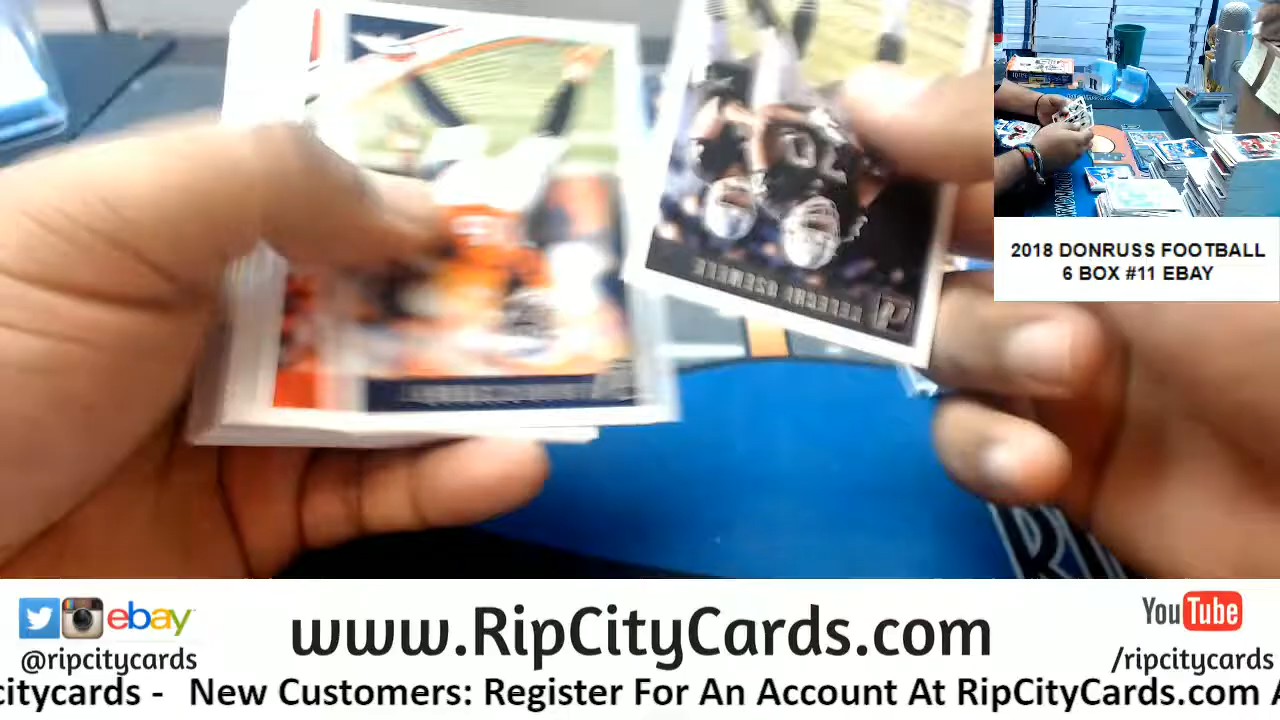 2018 DONRUSS FOOTBALL
6 BOX #11 EBAY
ebay
@ripcitycards
www.RipCityCards.com
YouTube
/ripcitycards
citycards - New Customers: Register For An Account At RipCityCards.com